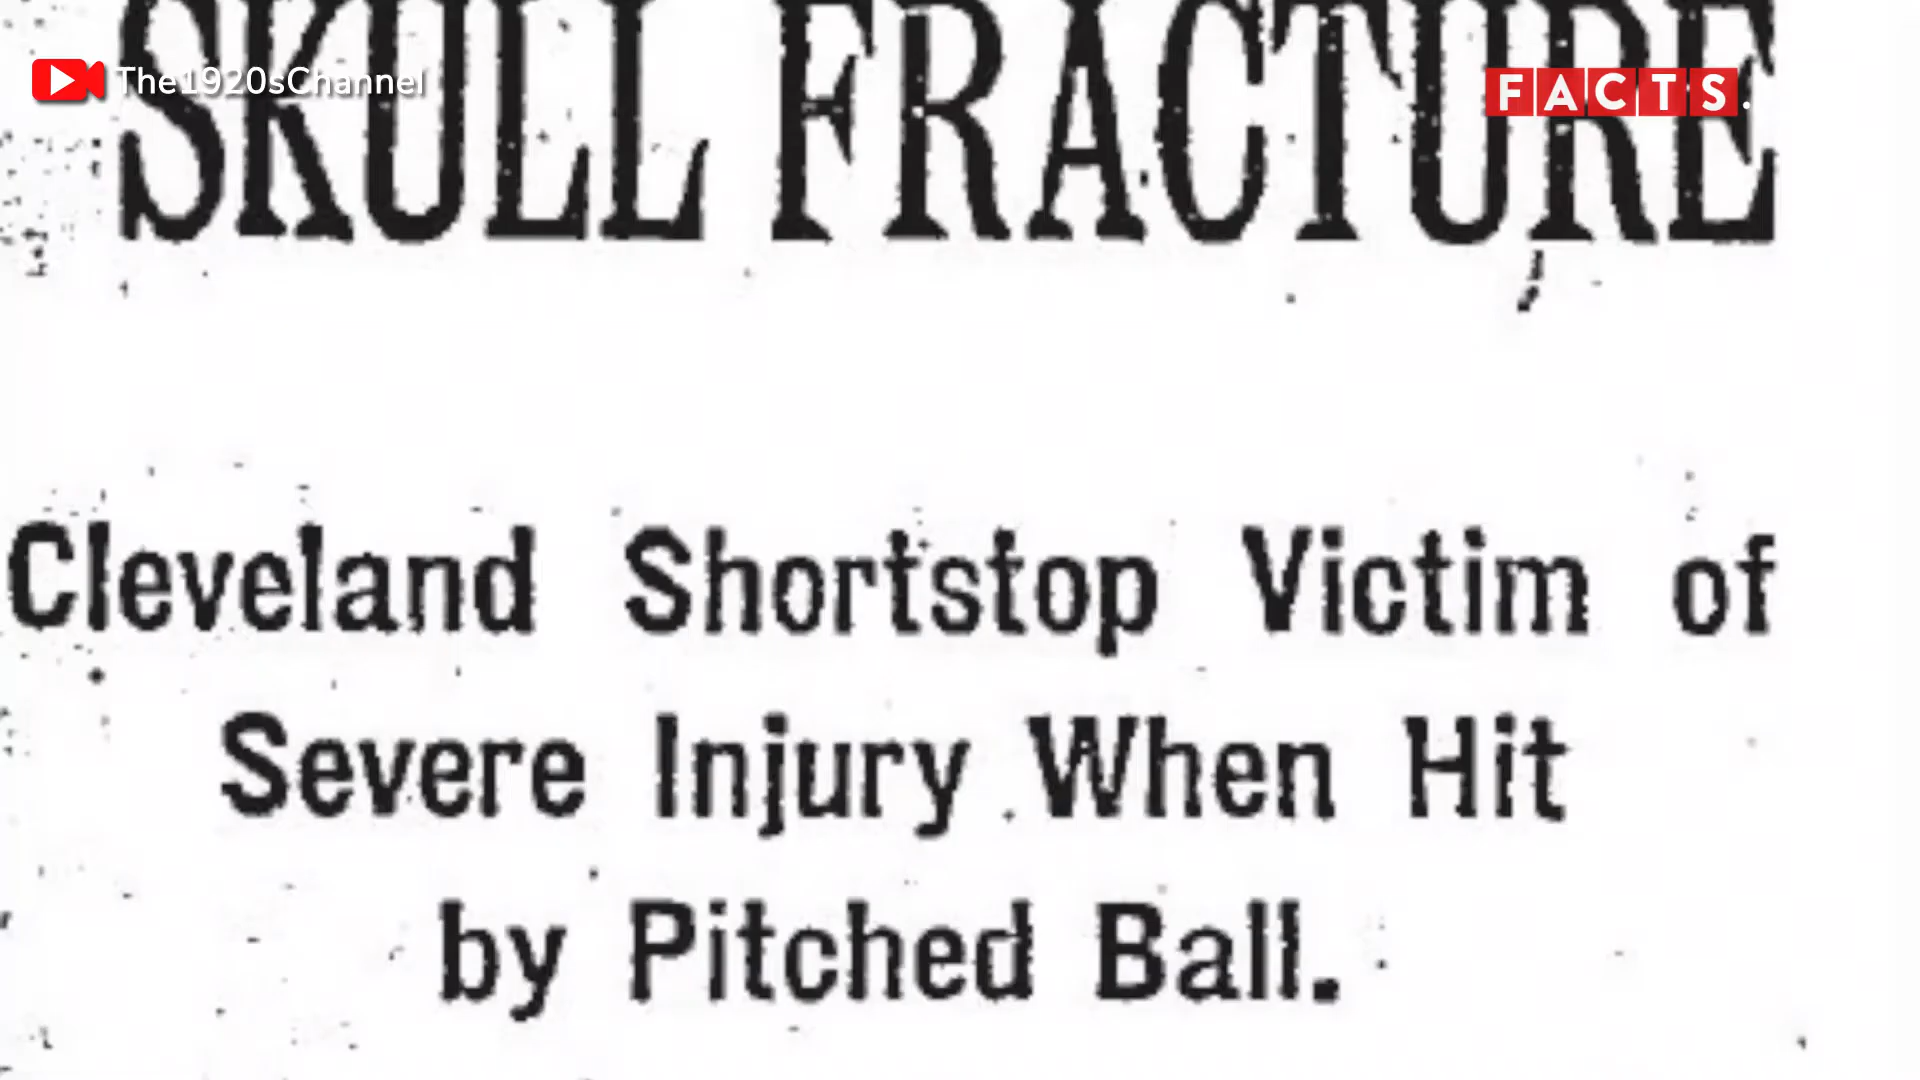 SKULL FRACTURE
The1920sChannel
FACTS.
Cleveland Shortstop Victim of
Severe Injury When Hit
by Pitched Ball.